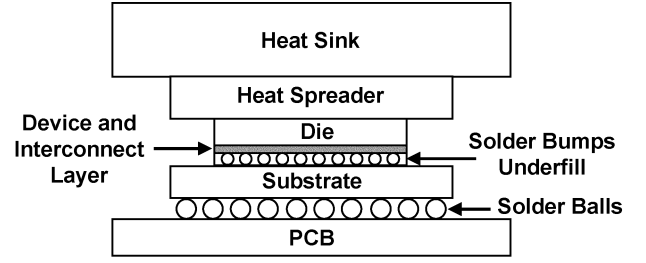 Heat Sink
Heat Spreader
Die
Device and
Interconnect
Layer
Solder Bumps
Underfill
Substrate
Solder Balls
PCB